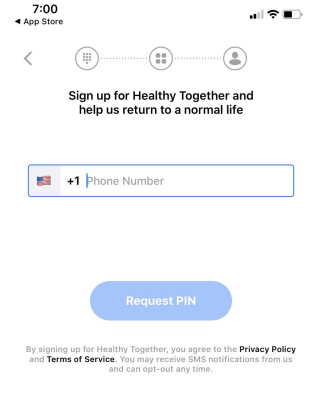 7:00
◀ App Store
Sign up for Healthy Together and
help us return to a normal life
+1 Phone Number
Request PIN
By signing up for Healthy Together, you agree to the Privacy Policy
and Terms of Service. You may receive SMS notifications from us
and can opt-out any time.